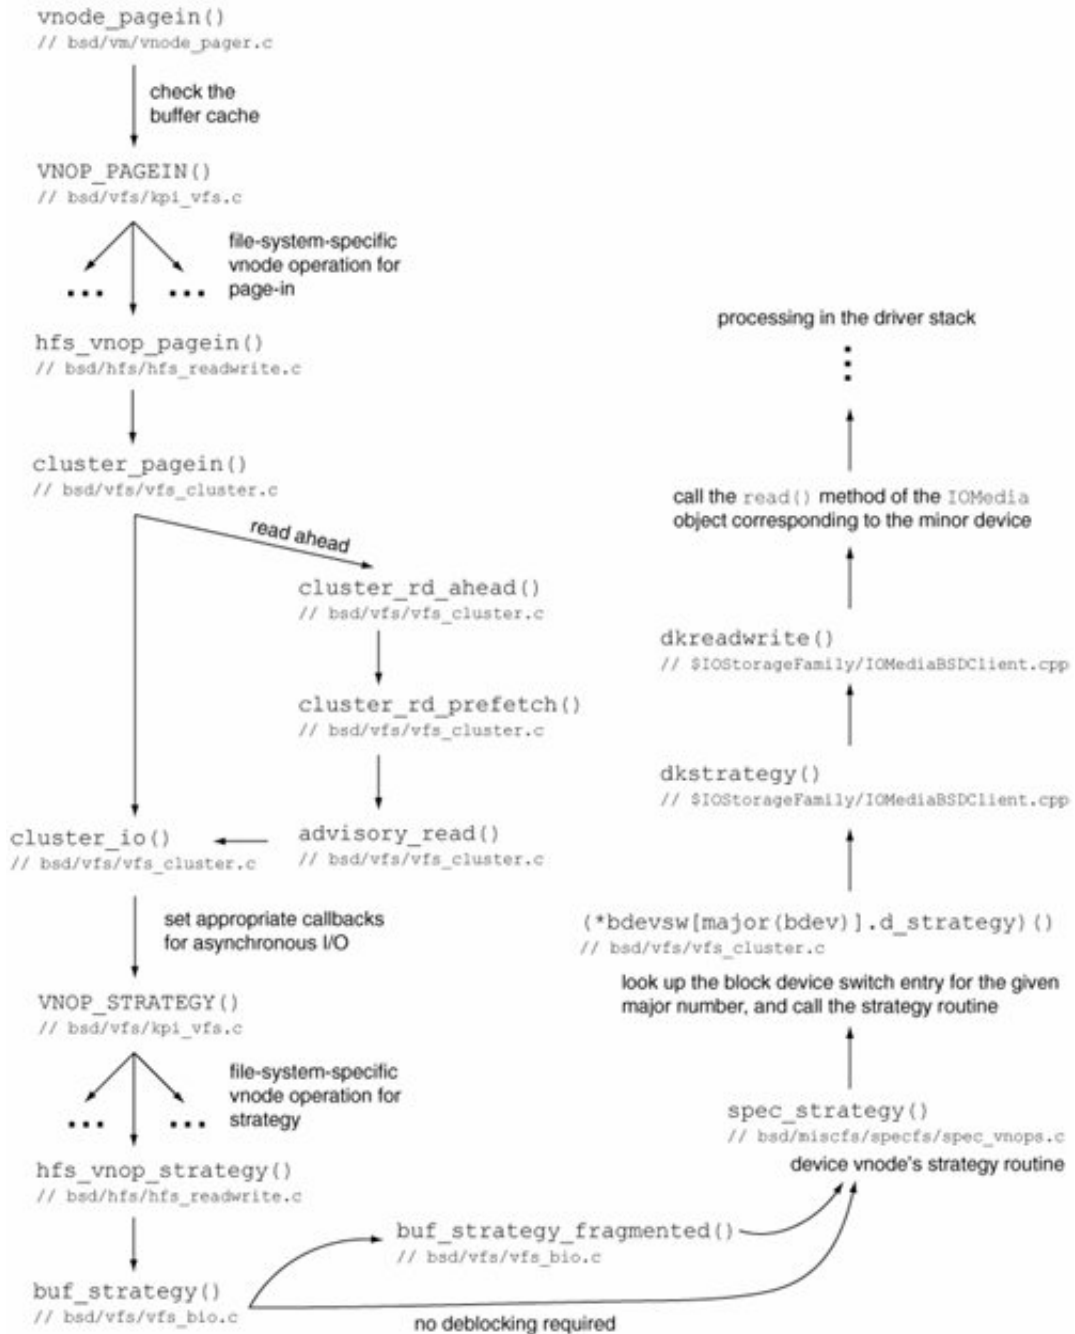 vnode_pagein()
// bsd/vm/vnode_pager.c
check the
buffer cache
VNOP_PAGEIN()
// bsd/vfs/kpi_vfs.c
file-system-specific
vnode operation for
page-in
...
...
hfs_vnop_pagein()
// bsd/hfs/hfs_readwrite.c
cluster_pagein()
// bsd/vfs/vfs_cluster.c
read ahead
cluster_rd_ahead()
// bsd/vfs/vfs_cluster.c
cluster_rd_prefetch()
// bsd/vfs/vfs_cluster.c
advisory_read()
// bsd/vfs/vfs_cluster.c
cluster_io()
// bsd/vfs/vfs_cluster.c
set appropriate callbacks
for asynchronous I/O
VNOP_STRATEGY()
// bsd/vfs/kpi_vfs.c
file-system-specific
vnode operation for
strategy
...
...
hfs_vnop_strategy()
// bsd/hfs/hfs_readwrite.c
buf_strategy()
// bsd/vfs/vfs_bio.c
buf_strategy_fragmented()
// bsd/vfs/vfs_bio.c
no deblocking required
spec_strategy()
// bsd/miscfs/specfs/spec_vnops.c
device vnode's strategy routine
(*bdevsw[major(bdev)].d_strategy)()
// bsd/vfs/vfs_cluster.c
look up the block device switch entry for the given
major number, and call the strategy routine
dkstrategy()
// $IOStorageFamily/IOMediaBSDClient.cpp
dkreadwrite()
// $IOStorageFamily/IOMediaBSDClient.cpp
call the read() method of the IOMedia
object corresponding to the minor device
processing in the driver stack